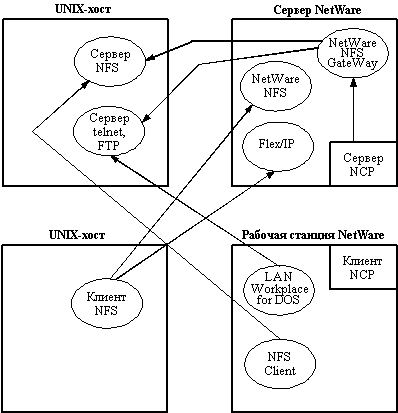 UNIX-хост
Сервер
NFS
Сервер
telnet,
FTP
Сервер NetWare
NetWare
NFS
GateWay
NetWare
NFS
Flex/IP
Сервер
NCP
UNIX-хост
Клиент
NFS
Рабочая станция NetWare
Клиент
NCP
LAN
Workplace
for DOS
NFS
Client